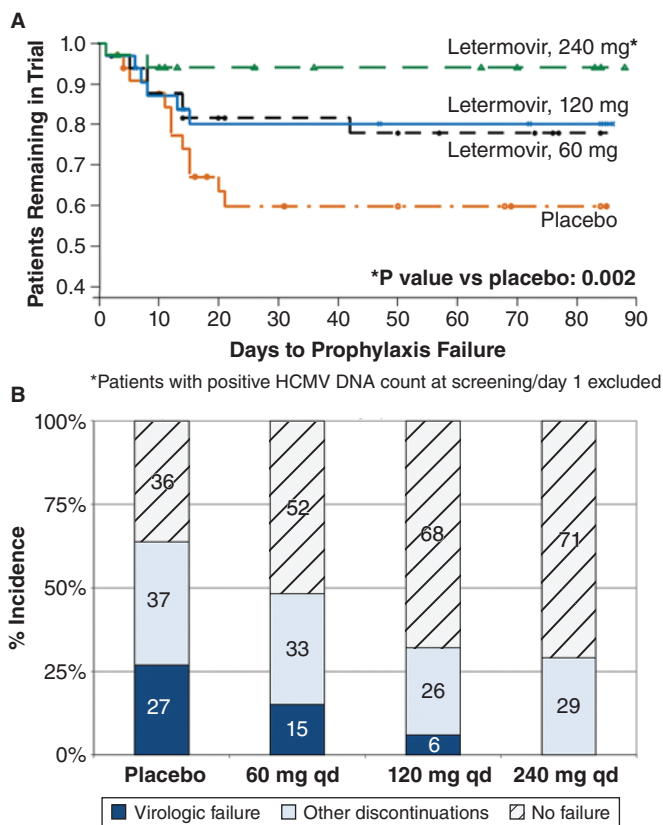 A
Patients Remaining in Trial
1.0
0.9
0.8
0.7
0.6
0.5
0.4
Letermovir, 240 mg*
Letermovir, 120 mg
Letermovir, 60 mg
Placebo
*P value vs placebo: 0.002
0 10 20 30 40 50 60 70 80 90
Days to Prophylaxis Failure
*Patients with positive HCMV DNA count at screening/day 1 excluded
B
% Incidence
100%
75%
50%
25%
0%
36 52 68 71
37 33 26 29
27 15 6
Placebo 60 mg qd 120 mg qd 240 mg qd
Virologic failure Other discontinuations No failure